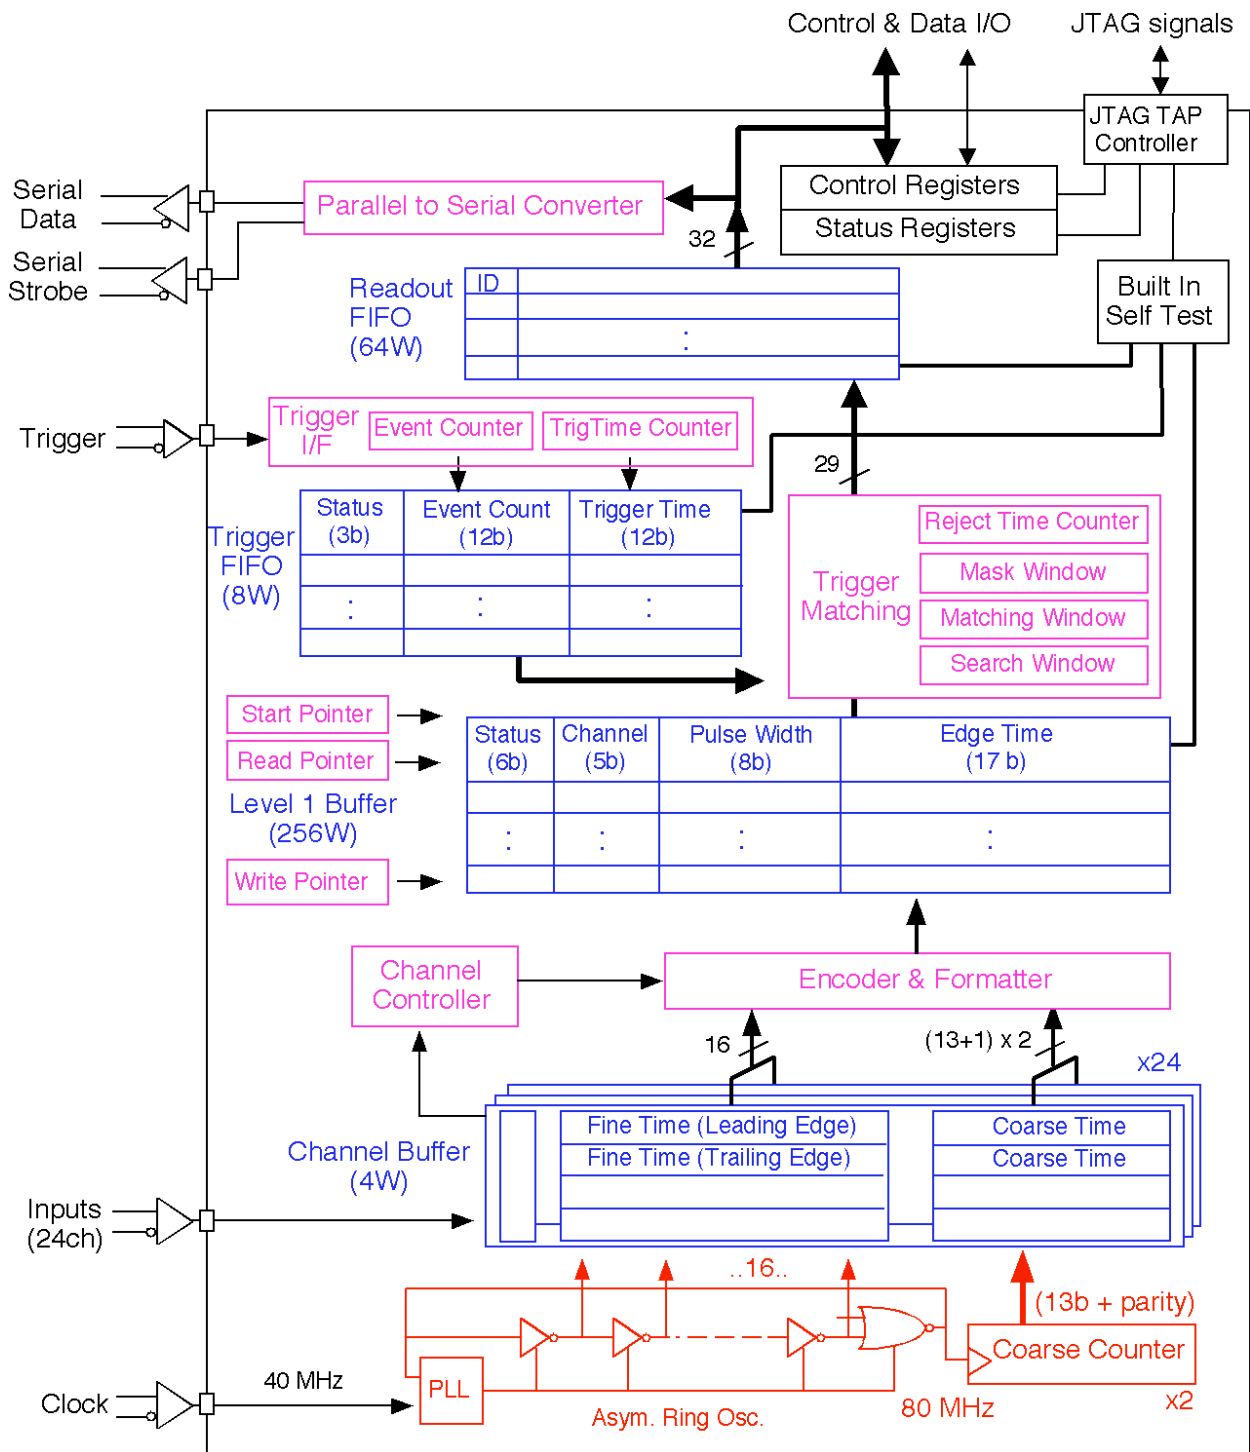 Control & Data I/O
JTAG signals
JTAG TAP
Controller
Serial
Data
Parallel to Serial Converter
Control Registers
Status Registers
32
Serial
Strobe
Readout
FIFO
(64W)
ID
:
Built In
Self Test
Trigger
Trigger
I/F
Event Counter
TrigTime Counter
29
Trigger
FIFO
(8W)
Status
(3b)
Event Count
(12b)
Trigger Time
(12b)
: : :
Trigger
Matching
Reject Time Counter
Mask Window
Matching Window
Search Window
Start Pointer
Read Pointer
Level 1 Buffer
(256W)
Write Pointer
Status
(6b)
Channel
(5b)
Pulse Width
(8b)
Edge Time
(17 b)
: : : :
Channel
Controller
Encoder & Formatter
16
(13+1) x 2
x24
Channel Buffer
(4W)
Fine Time (Leading Edge)
Coarse Time
Fine Time (Trailing Edge)
Coarse Time
Inputs
(24ch)
..16..
(13b + parity)
Coarse Counter
x2
Clock
40 MHz
PLL
Asym. Ring Osc.
80 MHz